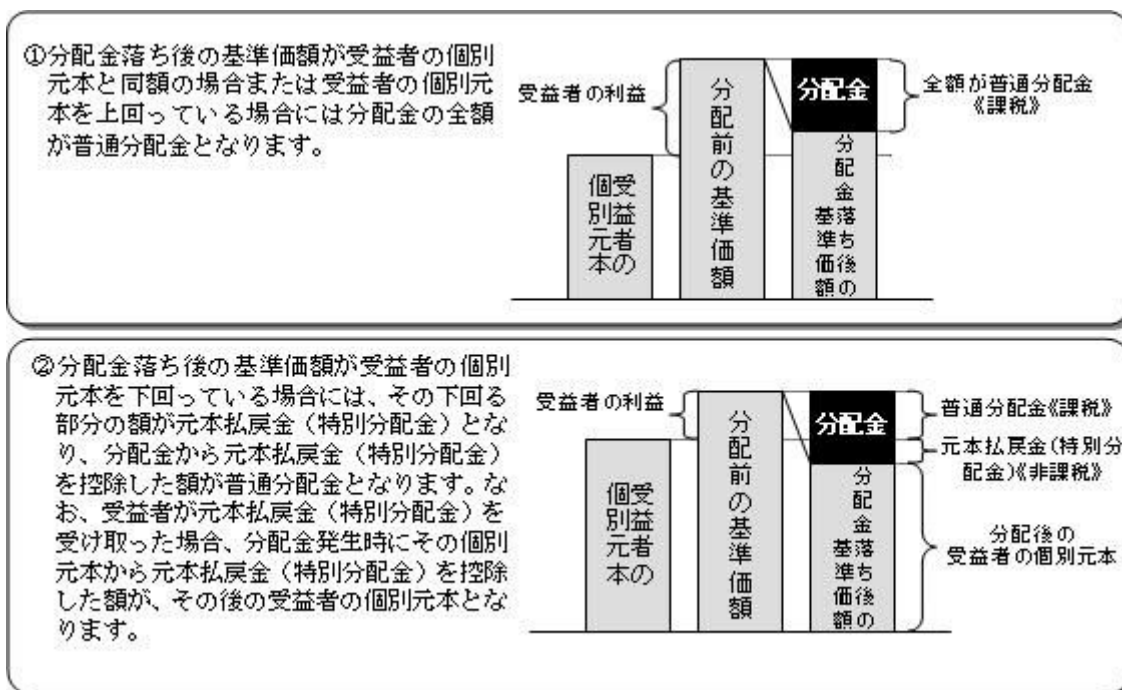 ①分配金落ち後の基準価額が受益者の個別
元本と同額の場合または受益者の個別元
本を上回っている場合には分配金の全額
が普通分配金となります。
受益者の利益
受益者の
個別元本
分配前の基準価額
分配金
分配金落ち後の
基準価額
全額が普通分配金
《課税》
②分配金落ち後の基準価額が受益者の個別
元本を下回っている場合には、その下回る
部分の額が元本払戻金（特別分配金）とな
り、分配金から元本払戻金（特別分配金）
を控除した額が普通分配金となります。な
お、受益者が元本払戻金（特別分配金）を
受け取った場合、分配金発生時にその個別
元本から元本払戻金（特別分配金）を控除
した額が、その後の受益者の個別元本とな
ります。
受益者の利益
受益者の
個別元本
分配前の基準価額
分配金
分配金落ち後の
基準価額
普通分配金《課税》
元本払戻金(特別分
配金)《非課税》
分配後の
受益者の個別元本